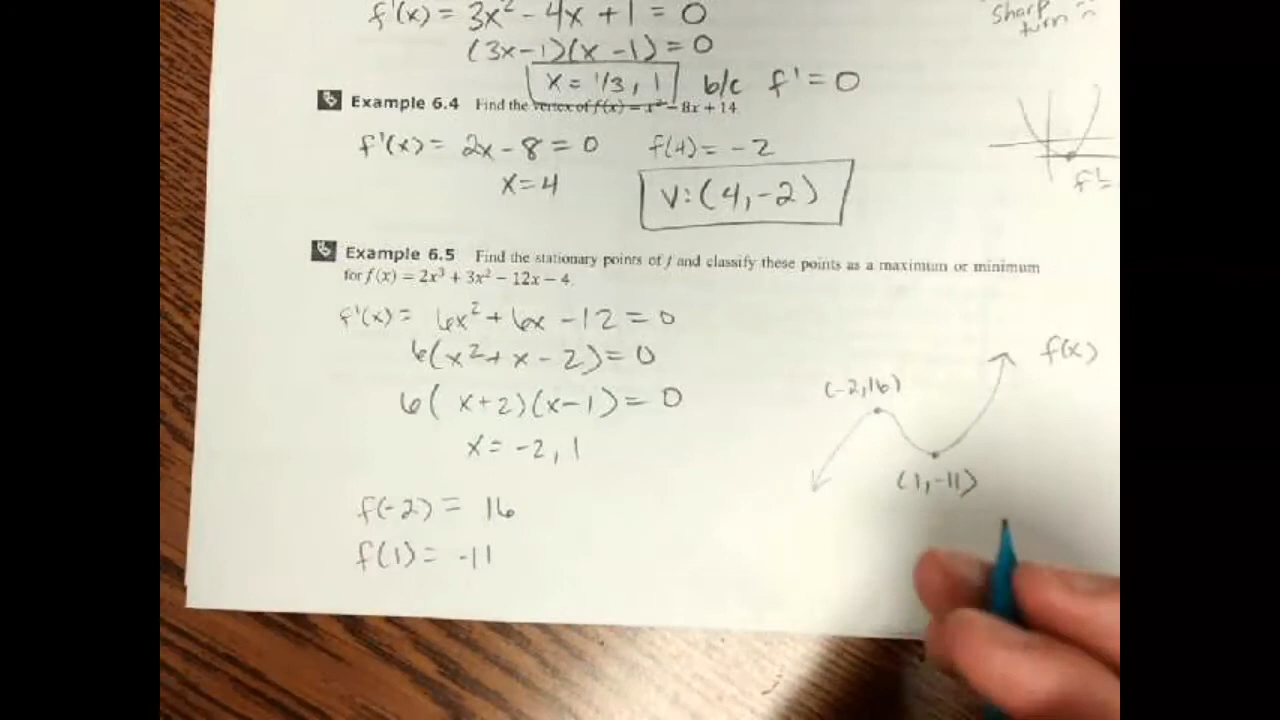 f'(x) = 3x² - 4x + 1 = 0
(3x-1)(x-1) = 0
x = 1/3, 1 b/c f' = 0
sharp
turn
Example 6.4 Find the vertex of f(x) = x² - 8x + 14.
f'(x) = 2x - 8 = 0 f(4) = -2
x = 4
V: (4, -2)
f' =
Example 6.5 Find the stationary points of f and classify these points as a maximum or minimum
for f(x) = 2x³ + 3x² - 12x - 4.
f'(x) = 6x² + 6x - 12 = 0
6(x² + x - 2) = 0
6(x+2)(x-1) = 0
x = -2, 1
f(-2) = 16
f(1) = -11
f(x)
(-2, 16)
(1, -11)